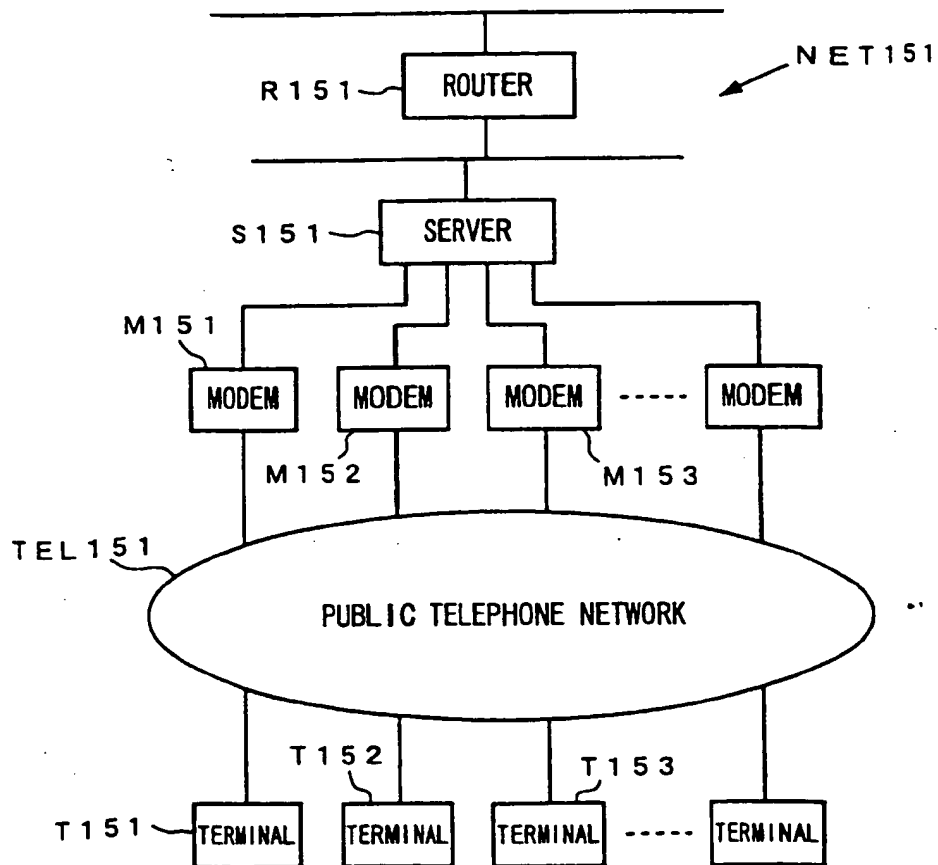 NET151
R151
ROUTER
S151
SERVER
M151
MODEM MODEM MODEM ----- MODEM
M152
M153
TEL151
PUBLIC TELEPHONE NETWORK
T152
T153
T151
TERMINAL TERMINAL TERMINAL ----- TERMINAL